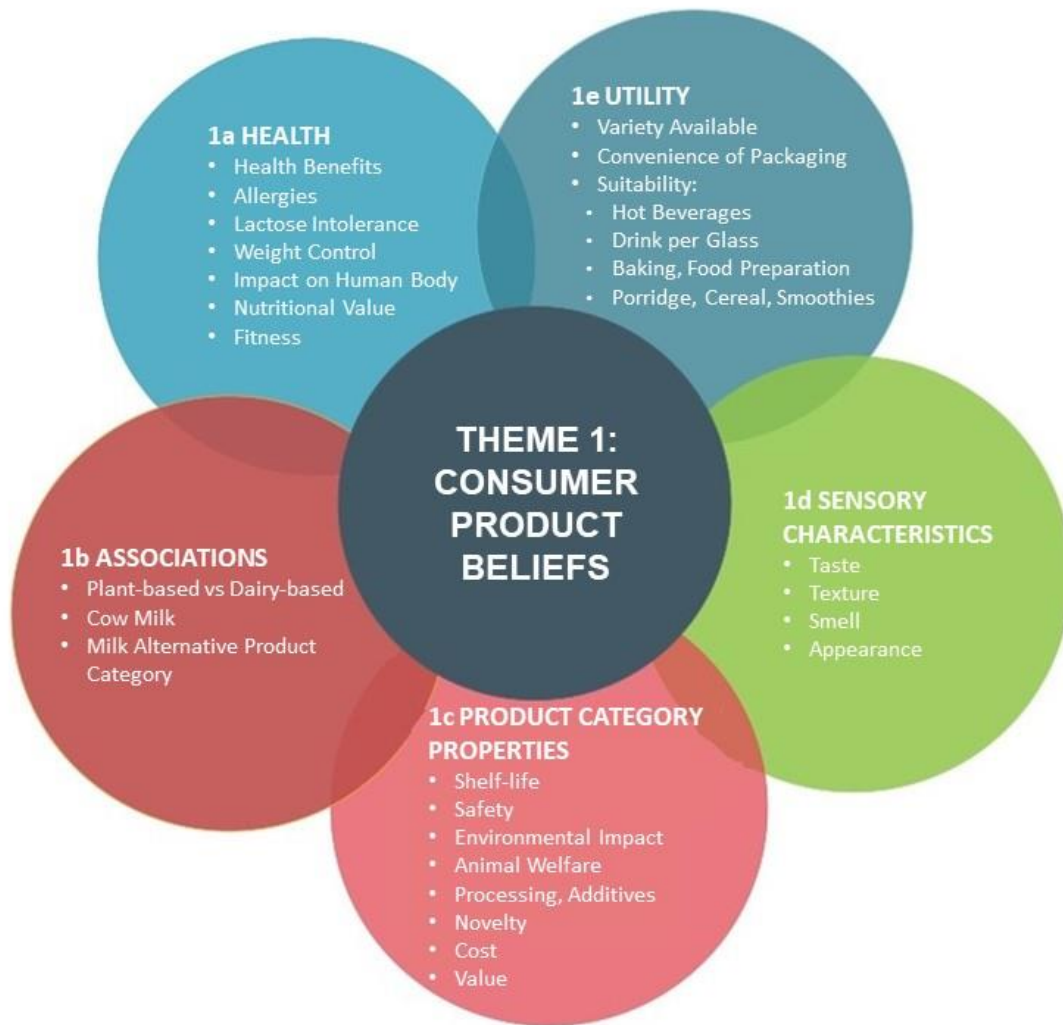 THEME 1:
CONSUMER
PRODUCT
BELIEFS
1a HEALTH
• Health Benefits
• Allergies
• Lactose Intolerance
• Weight Control
• Impact on Human Body
• Nutritional Value
• Fitness
1b ASSOCIATIONS
• Plant-based vs Dairy-based
• Cow Milk
• Milk Alternative Product
Category
1c PRODUCT CATEGORY
PROPERTIES
• Shelf-life
• Safety
• Environmental Impact
• Animal Welfare
• Processing, Additives
• Novelty
• Cost
• Value
1d SENSORY
CHARACTERISTICS
• Taste
• Texture
• Smell
• Appearance
1e UTILITY
• Variety Available
• Convenience of Packaging
• Suitability:
• Hot Beverages
• Drink per Glass
• Baking, Food Preparation
• Porridge, Cereal, Smoothies